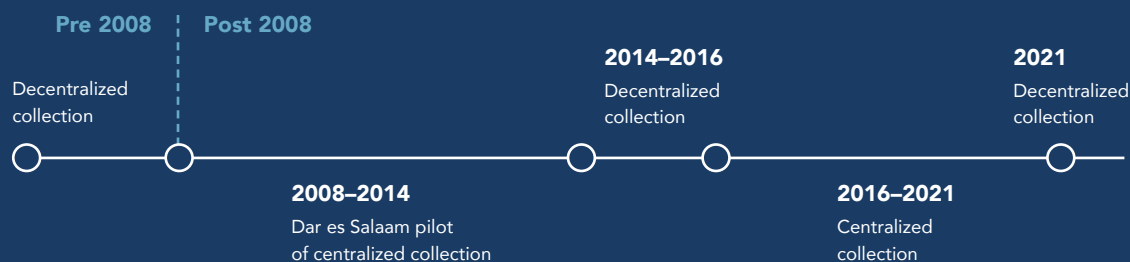 Pre 2008
Post 2008
Decentralized
collection
2008–2014
Dar es Salaam pilot
of centralized collection
2014–2016
Decentralized
collection
2016–2021
Centralized
collection
2021
Decentralized
collection